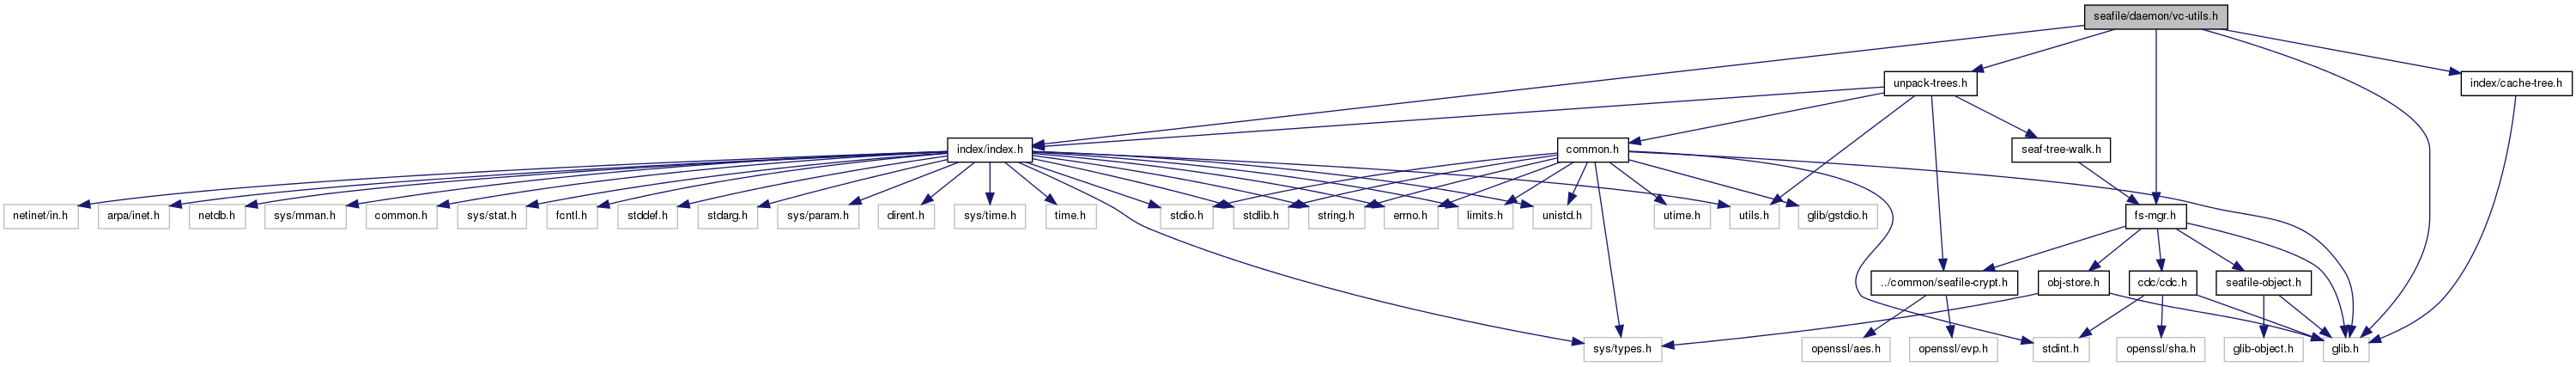 seafile/daemon/vc-utils.h
unpack-trees.h
index/cache-tree.h
index/index.h
common.h
seaf-tree-walk.h
netinet/in.h
arpa/inet.h
netdb.h
sys/mman.h
common.h
sys/stat.h
fcntl.h
stddef.h
stdarg.h
sys/param.h
dirent.h
sys/time.h
time.h
stdio.h
stdlib.h
string.h
errno.h
limits.h
unistd.h
utime.h
utils.h
glib/gstdio.h
fs-mgr.h
../common/seafile-crypt.h
obj-store.h
cdc/cdc.h
seafile-object.h
sys/types.h
openssl/aes.h
openssl/evp.h
stdint.h
openssl/sha.h
glib-object.h
glib.h